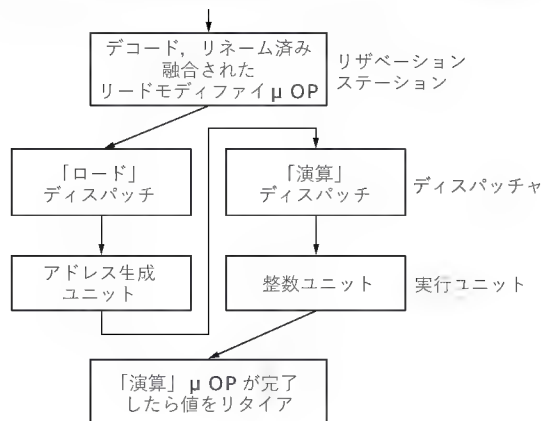 デコード，リネーム済み
融合された
リードモディファイμ OP
リザベーション
ステーション
「ロード」
ディスパッチ
「演算」
ディスパッチ
ディスパッチャ
アドレス生成
ユニット
整数ユニット
実行ユニット
「演算」μ OP が完了
したら値をリタイア